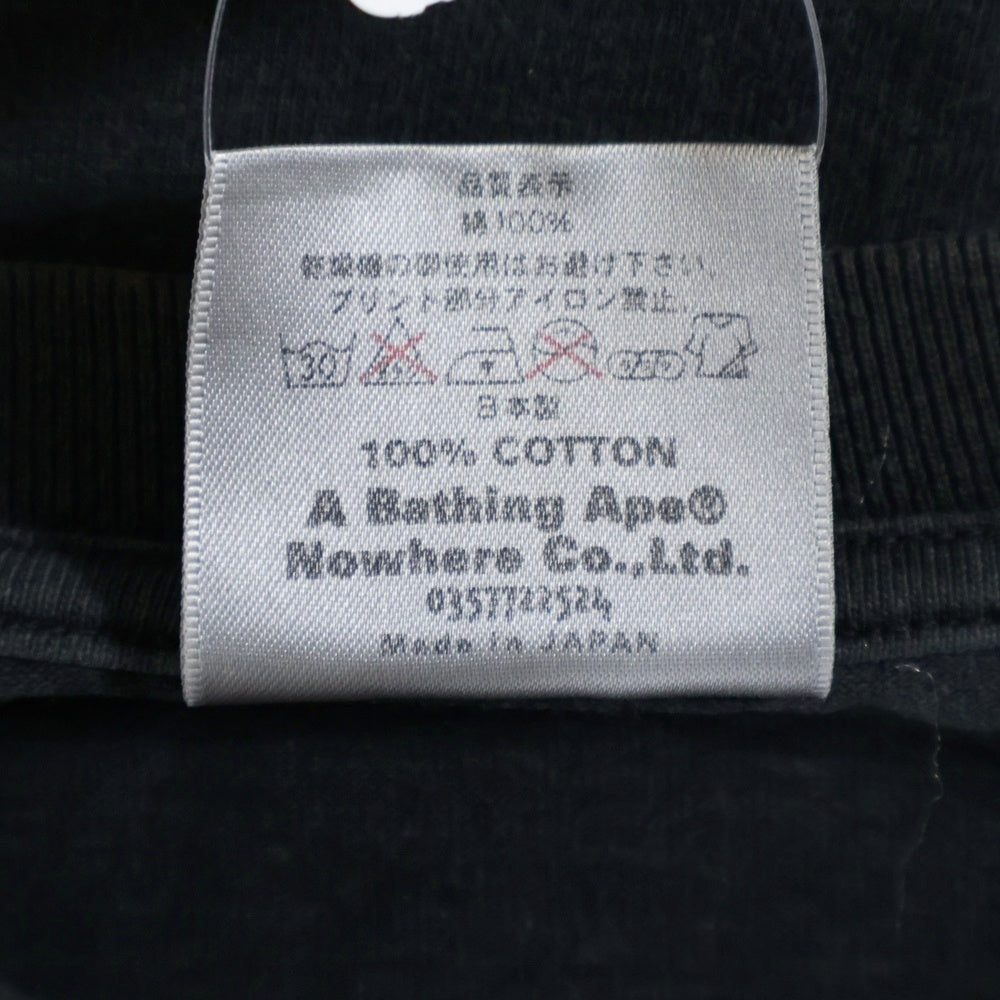 品質表示
綿100%
乾燥機の御使用はお避け下さい。
プリント部分アイロン禁止。
30
日本製
100% COTTON
A Bathing Ape®
Nowhere Co.,Ltd.
0357722524
Made in JAPAN